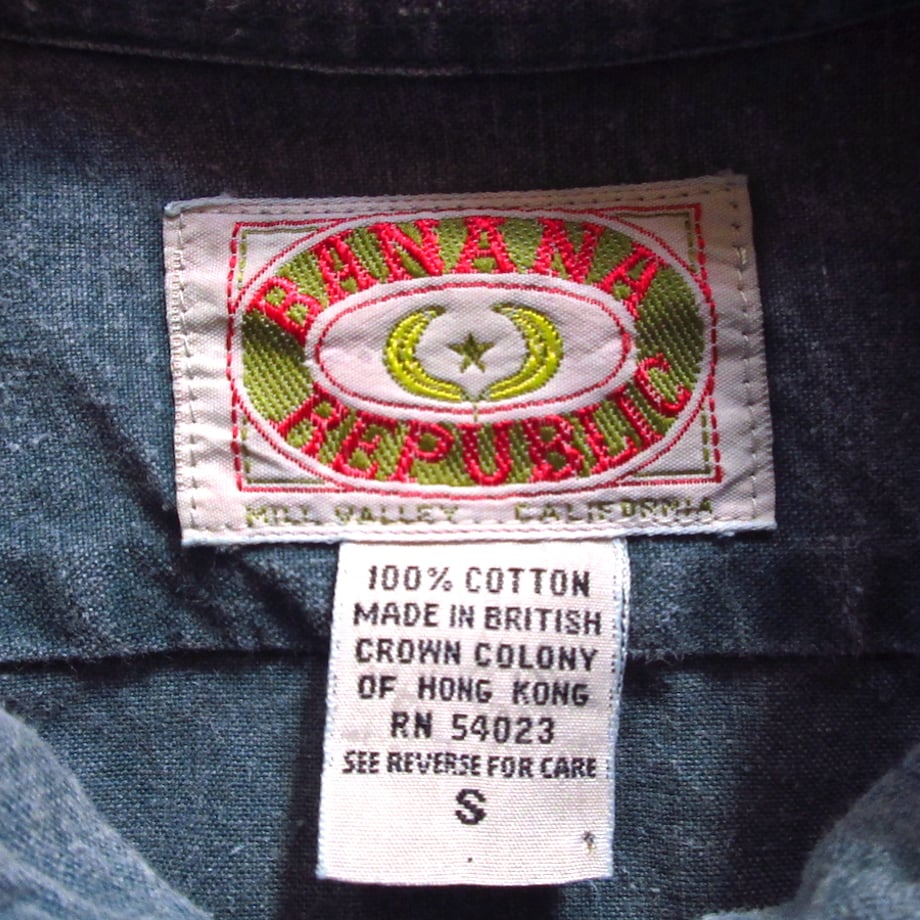 BANANA
REPUBLIC
MILL VALLEY CALIFORNIA
100% COTTON
MADE IN BRITISH
CROWN COLONY
OF HONG KONG
RN 54023
SEE REVERSE FOR CARE
S